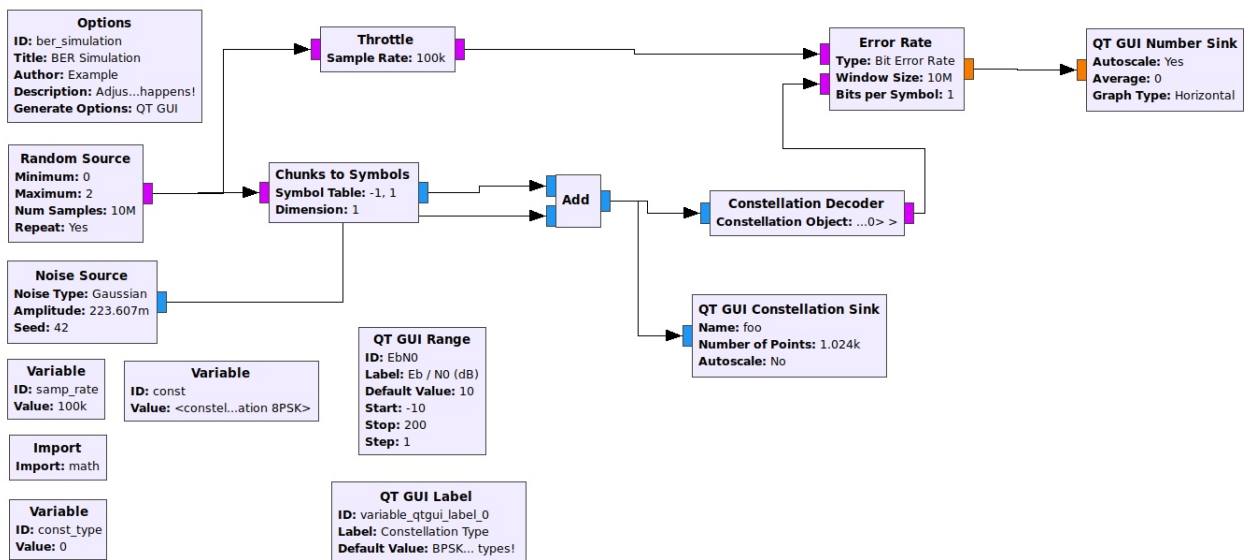 Options
ID: ber_simulation
Title: BER Simulation
Author: Example
Description: Adjus...happens!
Generate Options: QT GUI
Throttle
Sample Rate: 100k
Error Rate
Type: Bit Error Rate
Window Size: 10M
Bits per Symbol: 1
QT GUI Number Sink
Autoscale: Yes
Average: 0
Graph Type: Horizontal
Random Source
Minimum: 0
Maximum: 2
Num Samples: 10M
Repeat: Yes
Chunks to Symbols
Symbol Table: -1, 1
Dimension: 1
Add
Constellation Decoder
Constellation Object: ...0> >
Noise Source
Noise Type: Gaussian
Amplitude: 223.607m
Seed: 42
QT GUI Constellation Sink
Name: foo
Number of Points: 1.024k
Autoscale: No
QT GUI Range
ID: EbN0
Label: Eb / N0 (dB)
Default Value: 10
Start: -10
Stop: 200
Step: 1
Variable
ID: samp_rate
Value: 100k
Variable
ID: const
Value: <constel...ation 8PSK>
Import
Import: math
Variable
ID: const_type
Value: 0
QT GUI Label
ID: variable_qtgui_label_0
Label: Constellation Type
Default Value: BPSK... types!